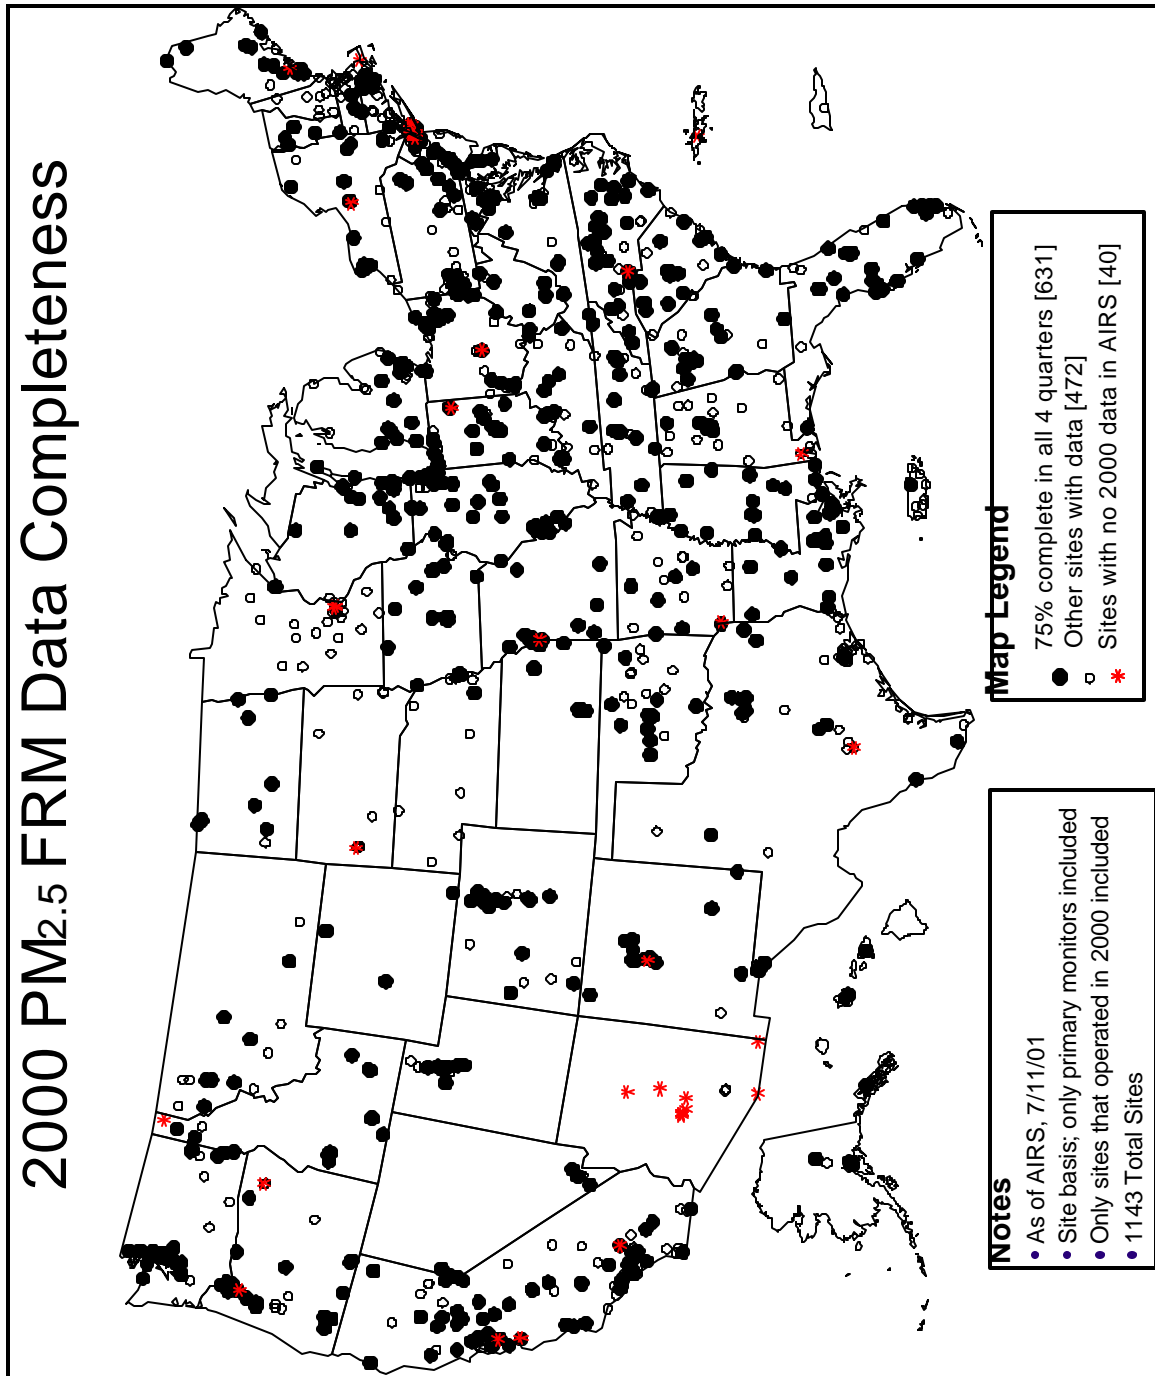 2000 PM2.5 FRM Data Completeness
Notes
• As of AIRS, 7/11/01
• Site basis; only primary monitors included
• Only sites that operated in 2000 included
• 1143 Total Sites
Map Legend
75% complete in all 4 quarters [631]
Other sites with data [472]
Sites with no 2000 data in AIRS [40]